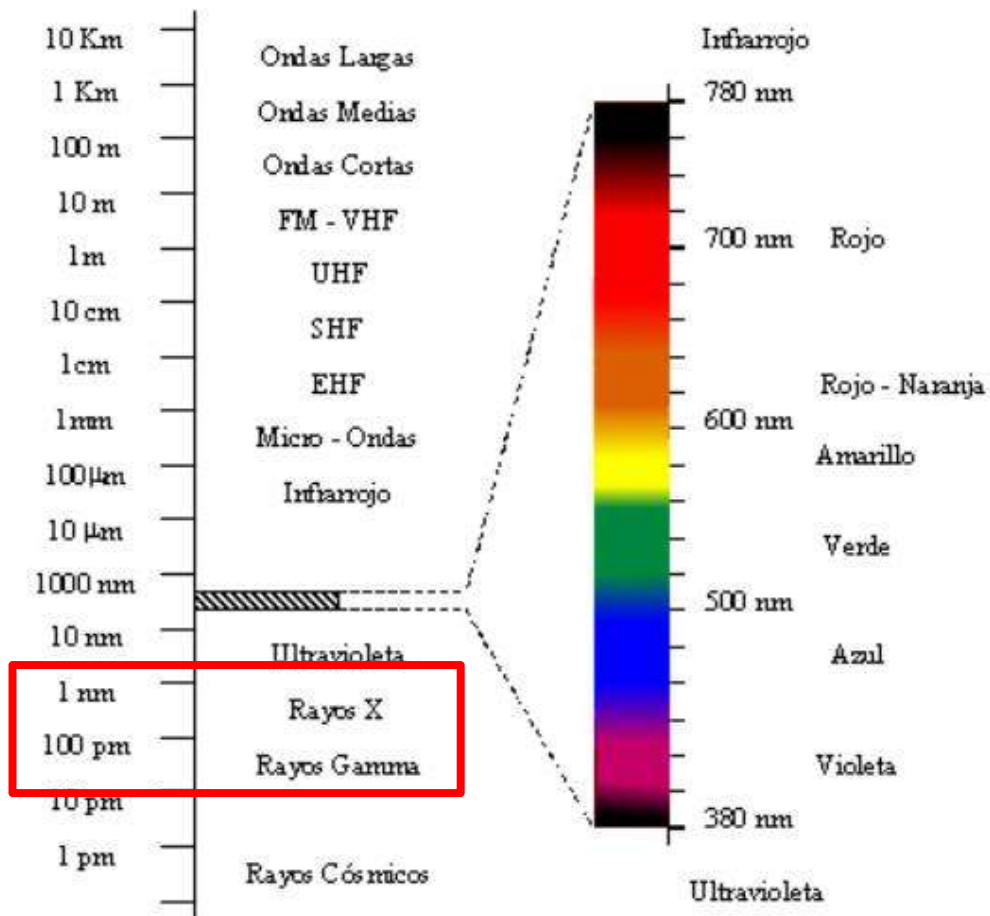 10 Km
1 Km
100 m
10 m
1m
10 cm
1cm
1mm
100µm
10 µm
1000 nm
10 nm
1 nm
100 pm
10 pm
1 pm
Ondas Largas
Ondas Medias
Ondas Cortas
FM - VHF
UHF
SHF
EHF
Micro - Ondas
Infrarrojo
Ultravioleta
Rayos X
Rayos Gamma
Rayos Cósmicos
Infrarrojo
780 nm
700 nm
600 nm
500 nm
380 nm
Ultravioleta
Rojo
Rojo - Naranja
Amarillo
Verde
Azul
Violeta